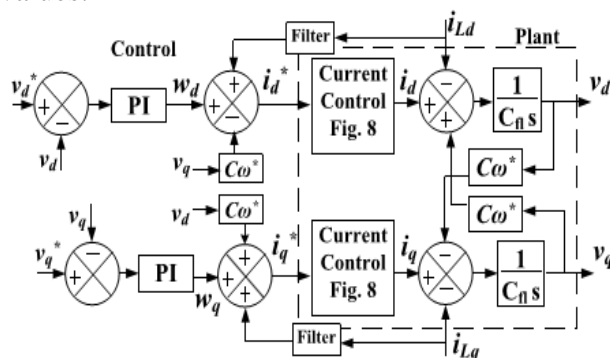 Control
Filter
i_Ld
Plant
v_d*
+
−
v_d
PI
w_d
+
+
−
i_d*
Current
Control
Fig. 8
i_d
−
+
+
1
C_fl s
v_d
v_q
Cω*
Cω*
v_d
Cω*
Cω*
v_q
v_q*
−
+
PI
w_q
+
+
+
i_q*
Current
Control
Fig. 8
i_q
−
+
−
1
C_fl s
v_q
Filter
i_Lq